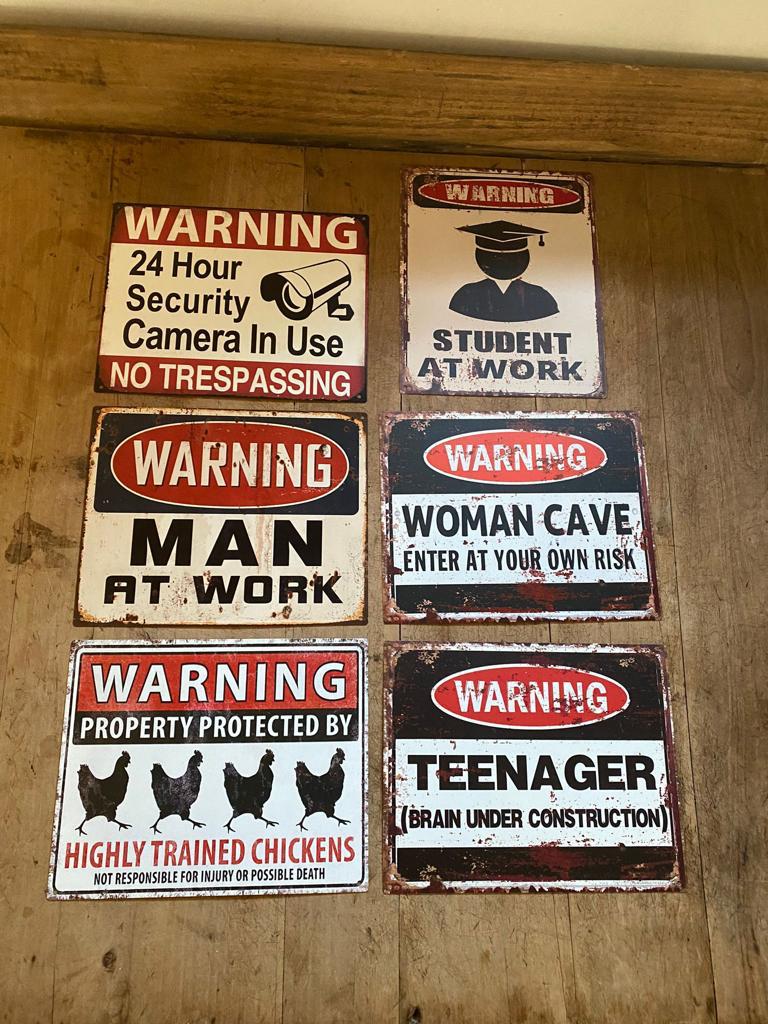 WARNING
24 Hour
Security
Camera In Use
NO TRESPASSING
WARNING
STUDENT
AT WORK
WARNING
MAN
AT WORK
WARNING
WOMAN CAVE
ENTER AT YOUR OWN RISK
WARNING
PROPERTY PROTECTED BY
HIGHLY TRAINED CHICKENS
NOT RESPONSIBLE FOR INJURY OR POSSIBLE DEATH
WARNING
TEENAGER
(BRAIN UNDER CONSTRUCTION)